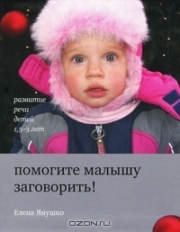 развитие
речи
детей
1,5-3 лет
помогите малышу
заговорить!
Елена Янушко
OZON.RU